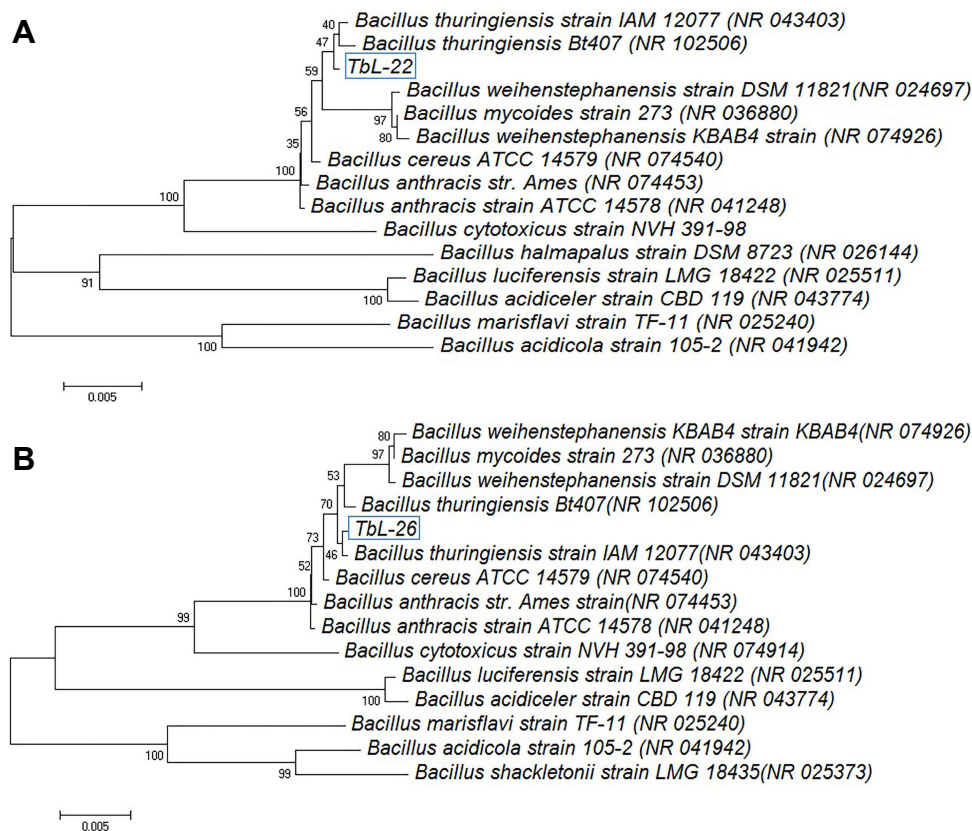 A
40
Bacillus thuringiensis strain IAM 12077 (NR 043403)
47
Bacillus thuringiensis Bt407 (NR 102506)
TbL-22
59
Bacillus weihenstephanensis strain DSM 11821(NR 024697)
56
Bacillus mycoides strain 273 (NR 036880)
97
80
Bacillus weihenstephanensis KBAB4 strain (NR 074926)
35
Bacillus cereus ATCC 14579 (NR 074540)
100
Bacillus anthracis str. Ames (NR 074453)
100
Bacillus anthracis strain ATCC 14578 (NR 041248)
Bacillus cytotoxicus strain NVH 391-98
Bacillus halmapalus strain DSM 8723 (NR 026144)
91
Bacillus luciferensis strain LMG 18422 (NR 025511)
100
Bacillus acidiceler strain CBD 119 (NR 043774)
Bacillus marisflavi strain TF-11 (NR 025240)
100
Bacillus acidicola strain 105-2 (NR 041942)
0.005
B
80
Bacillus weihenstephanensis KBAB4 strain KBAB4(NR 074926)
97
Bacillus mycoides strain 273 (NR 036880)
53
Bacillus weihenstephanensis strain DSM 11821(NR 024697)
70
Bacillus thuringiensis Bt407(NR 102506)
TbL-26
73
46
Bacillus thuringiensis strain IAM 12077(NR 043403)
52
Bacillus cereus ATCC 14579 (NR 074540)
100
Bacillus anthracis str. Ames strain(NR 074453)
99
Bacillus anthracis strain ATCC 14578 (NR 041248)
Bacillus cytotoxicus strain NVH 391-98 (NR 074914)
Bacillus luciferensis strain LMG 18422 (NR 025511)
100
Bacillus acidiceler strain CBD 119 (NR 043774)
Bacillus marisflavi strain TF-11 (NR 025240)
100
Bacillus acidicola strain 105-2 (NR 041942)
99
Bacillus shackletonii strain LMG 18435(NR 025373)
0.005